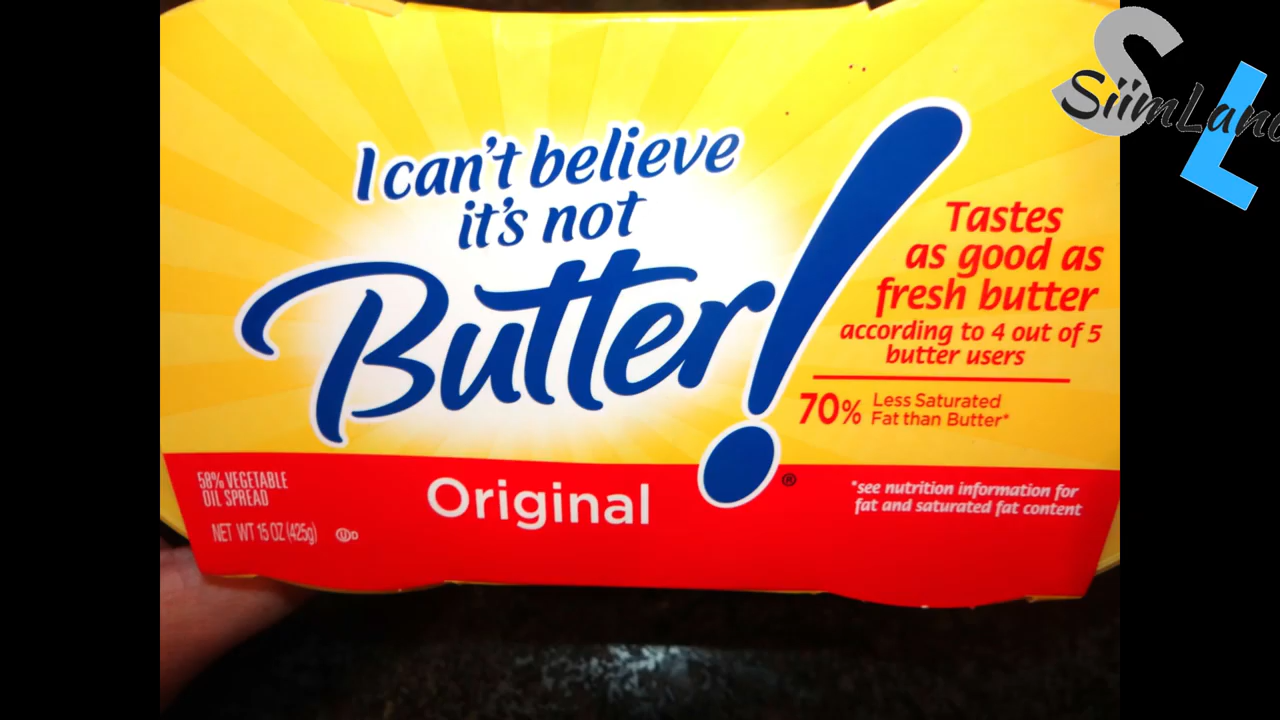 SiimLand
I can't believe
it's not
Butter!
Tastes
as good as
fresh butter
according to 4 out of 5
butter users
70% Less Saturated
Fat than Butter*
58% VEGETABLE
OIL SPREAD
NET WT 15 OZ (425g) UD
Original
®
*see nutrition information for
fat and saturated fat content